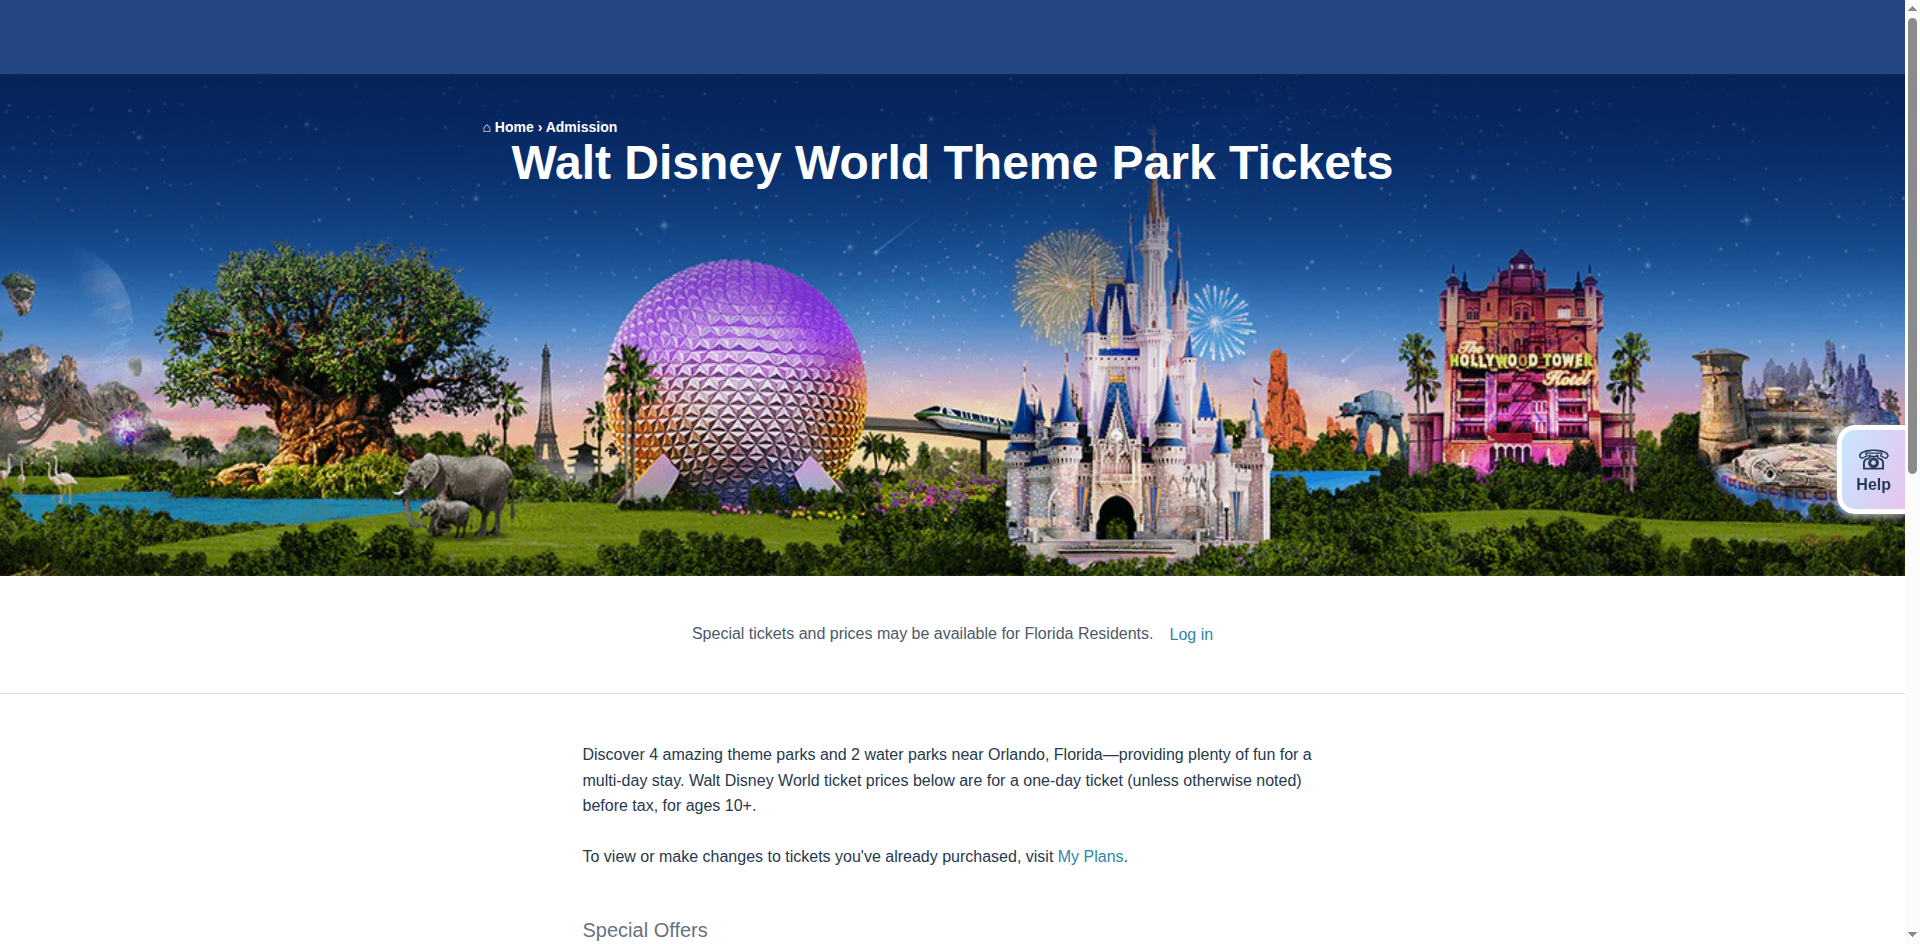 ⌂ Home › Admission
Walt Disney World Theme Park Tickets
The
HOLLYWOOD TOWER
Hotel
Help
Special tickets and prices may be available for Florida Residents. Log in
Discover 4 amazing theme parks and 2 water parks near Orlando, Florida—providing plenty of fun for a
multi-day stay. Walt Disney World ticket prices below are for a one-day ticket (unless otherwise noted)
before tax, for ages 10+.
To view or make changes to tickets you've already purchased, visit My Plans.
Special Offers